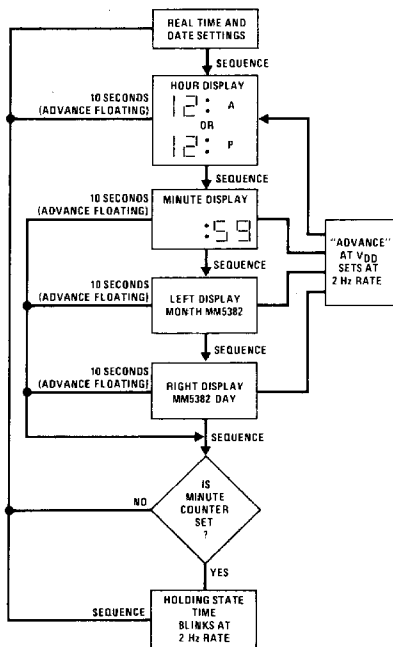 REAL TIME AND
DATE SETTINGS
SEQUENCE
10 SECONDS
(ADVANCE FLOATING)
HOUR DISPLAY
12: A
OR
12: P
SEQUENCE
10 SECONDS
(ADVANCE FLOATING)
MINUTE DISPLAY
:59
"ADVANCE"
AT VDD
SETS AT
2 Hz RATE
SEQUENCE
10 SECONDS
(ADVANCE FLOATING)
LEFT DISPLAY
MONTH MM5382
SEQUENCE
10 SECONDS
(ADVANCE FLOATING)
RIGHT DISPLAY
MM5382 DAY
SEQUENCE
IS
MINUTE
COUNTER
SET
?
NO
YES
SEQUENCE
HOLDING STATE
TIME
BLINKS AT
2 Hz RATE